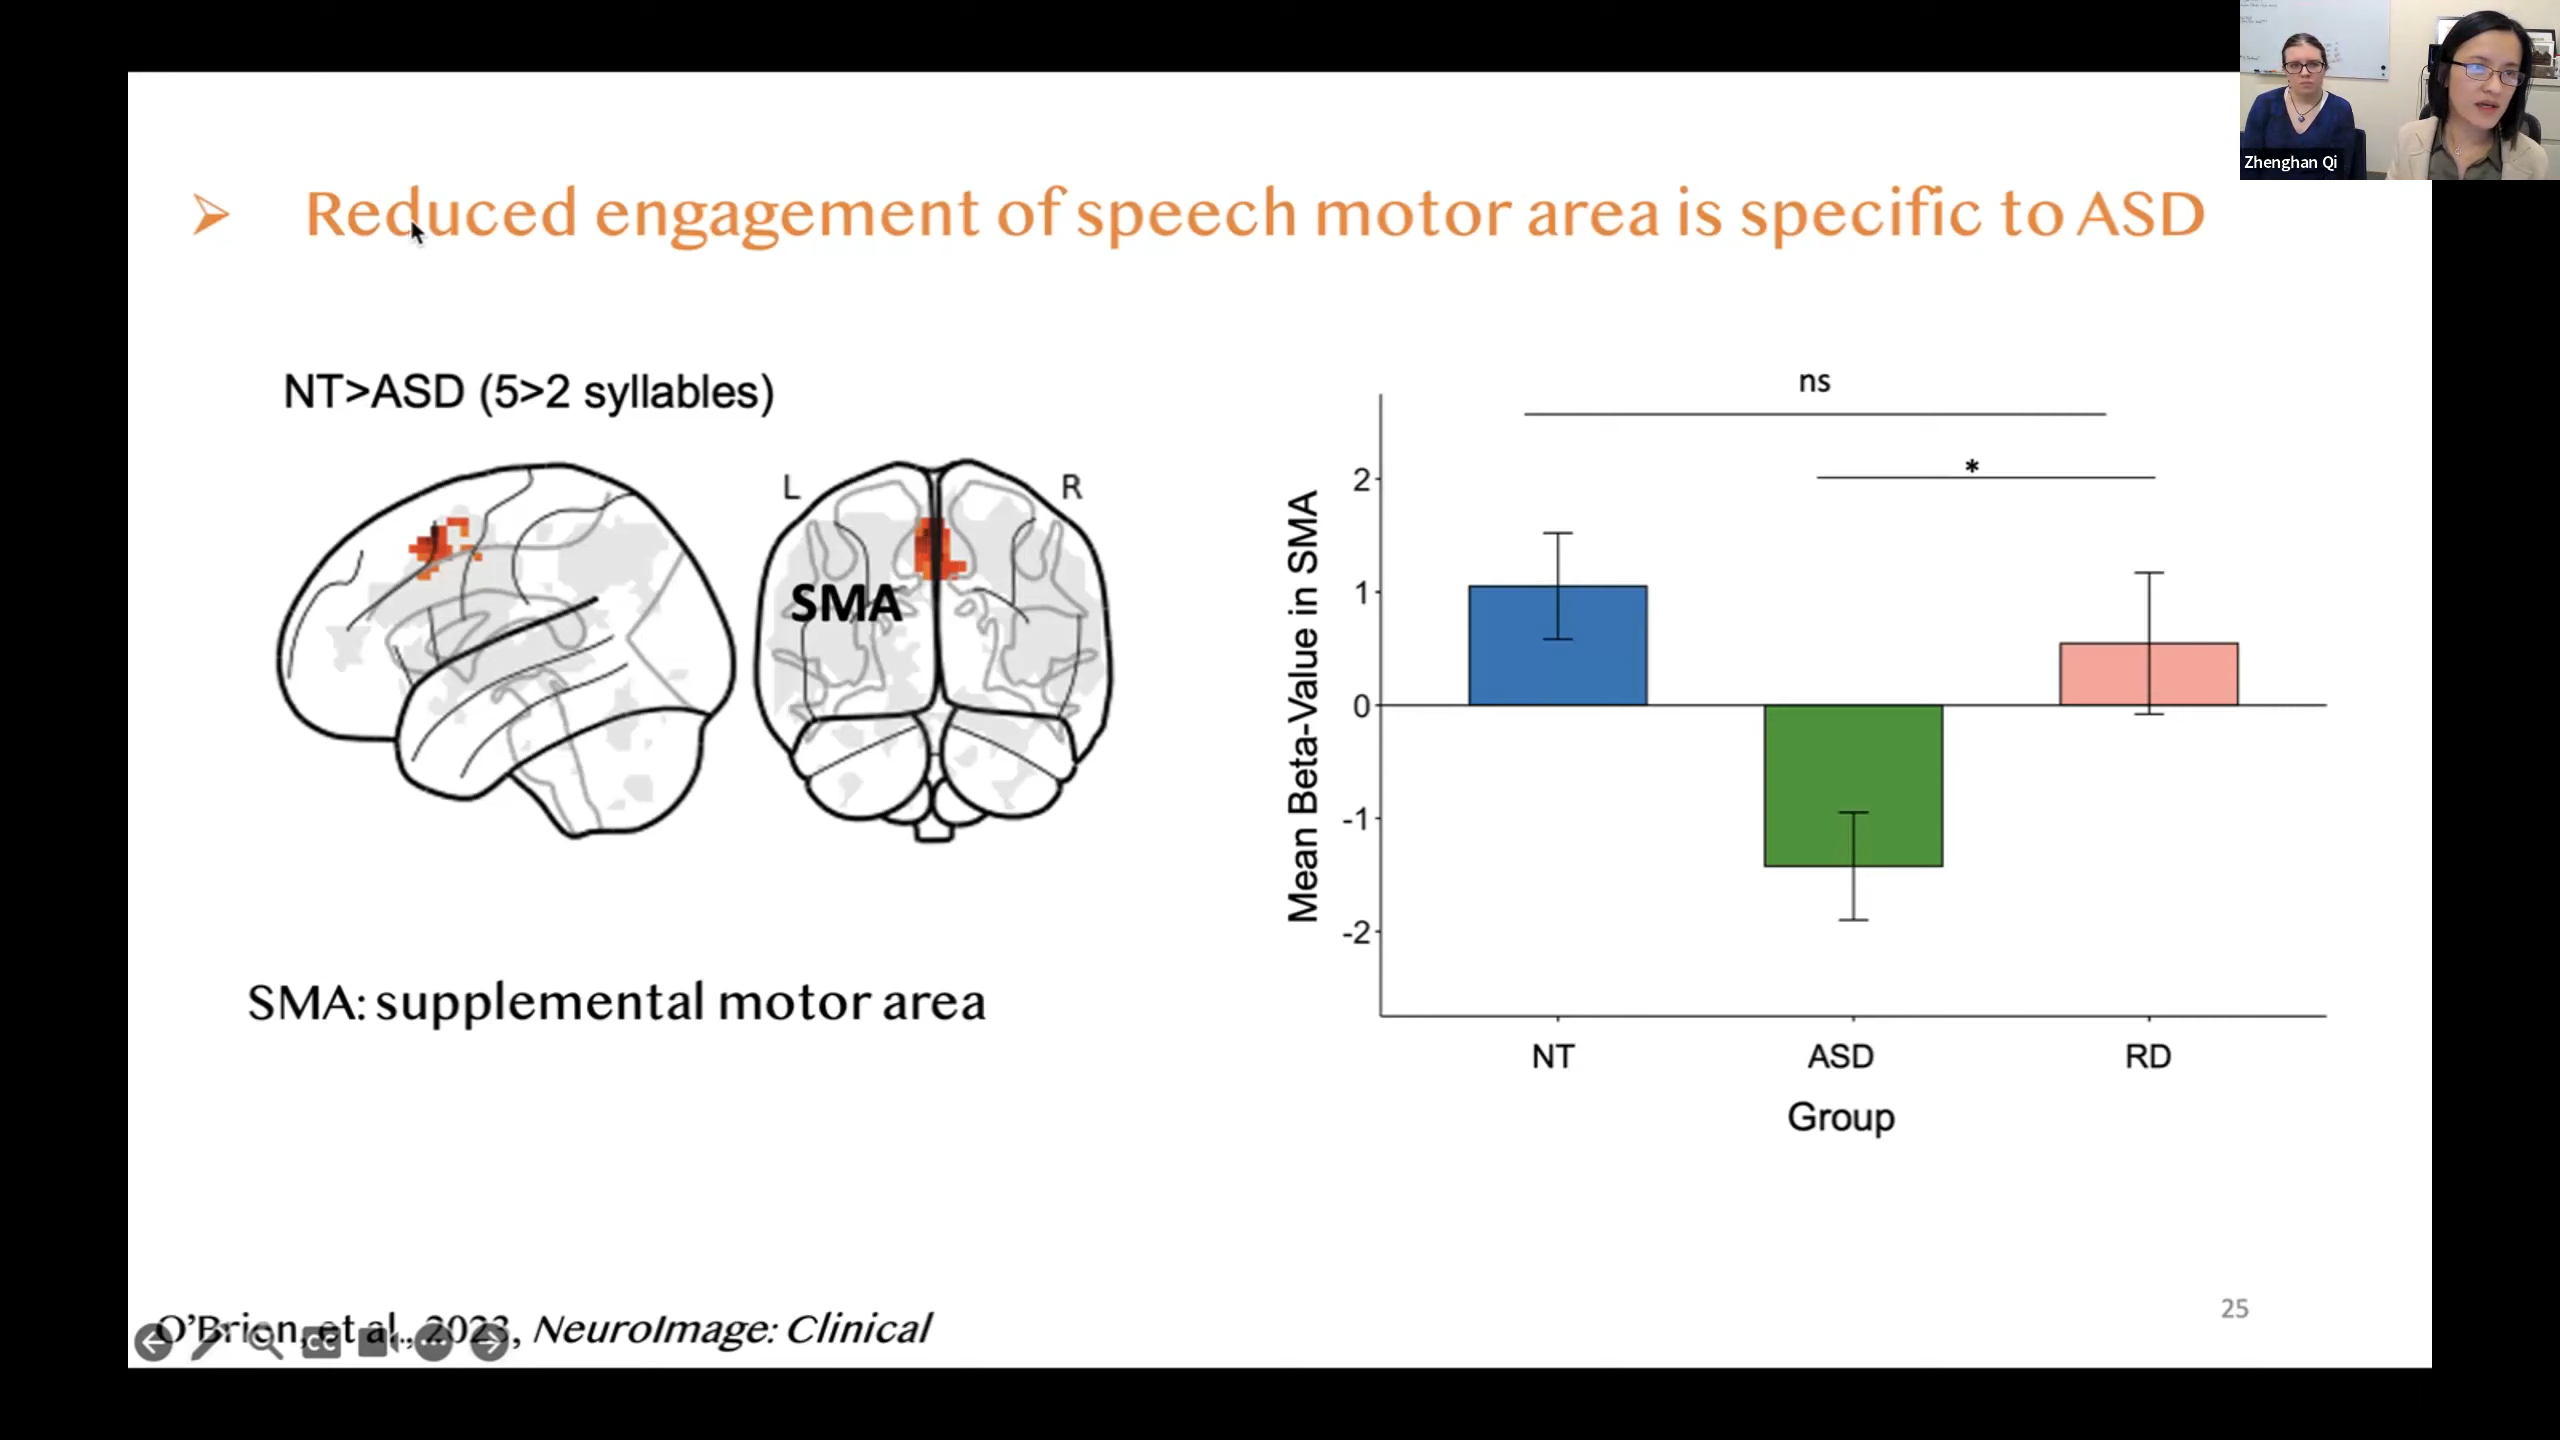 Zhenghan Qi
➢ Reduced engagement of speech motor area is specific to ASD
NT>ASD (5>2 syllables)
L
R
SMA
SMA: supplemental motor area
ns
*
Mean Beta-Value in SMA
2
1
0
-1
-2
NT
ASD
RD
Group
O'Brien, et al., 2023, NeuroImage: Clinical
CC
25